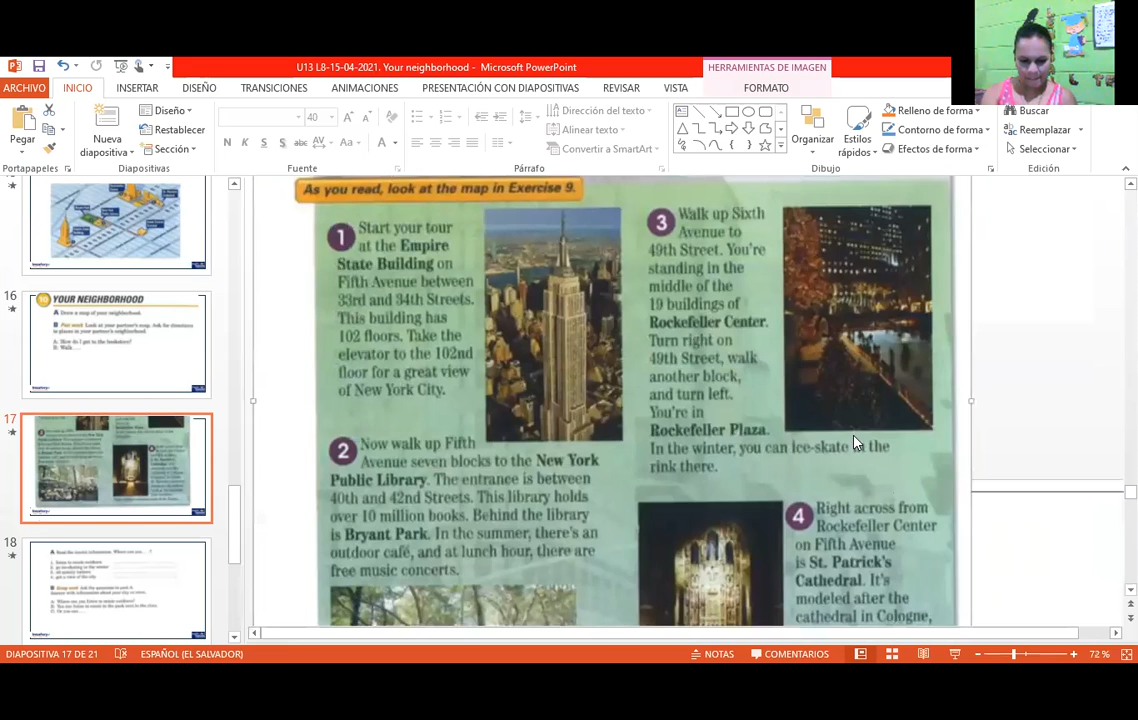 U13 L8-15-04-2021. Your neighborhood - Microsoft PowerPoint
HERRAMIENTAS DE IMAGEN
ARCHIVO
INICIO
INSERTAR
DISEÑO
TRANSICIONES
ANIMACIONES
PRESENTACIÓN CON DIAPOSITIVAS
REVISAR
VISTA
FORMATO
Pegar
Nueva
diapositiva
Diseño
Restablecer
Sección
40
N K S S abc AV Aa A
Dirección del texto
Alinear texto
Convertir a SmartArt
Organizar
Estilos
rápidos
Relleno de forma
Contorno de forma
Efectos de forma
Buscar
Reemplazar
Seleccionar
Portapapeles
Diapositivas
Fuente
Párrafo
Dibujo
Edición
16
YOUR NEIGHBORHOOD
17
18
As you read, look at the map in Exercise 9.
1 Start your tour
at the Empire
State Building on
Fifth Avenue between
33rd and 34th Streets.
This building has
102 floors. Take the
elevator to the 102nd
floor for a great view
of New York City.
2 Now walk up Fifth
Avenue seven blocks to the New York
Public Library. The entrance is between
40th and 42nd Streets. This library holds
over 10 million books. Behind the library
is Bryant Park. In the summer, there's an
outdoor café, and at lunch hour, there are
free music concerts.
3 Walk up Sixth
Avenue to
49th Street. You're
standing in the
middle of the
19 buildings of
Rockefeller Center.
Turn right on
49th Street, walk
another block,
and turn left.
You're in
Rockefeller Plaza.
In the winter, you can ice-skate in the
rink there.
4 Right across from
Rockefeller Center
on Fifth Avenue
is St. Patrick's
Cathedral. It's
modeled after the
cathedral in Cologne,
DIAPOSITIVA 17 DE 21
ESPAÑOL (EL SALVADOR)
NOTAS
COMENTARIOS
72 %